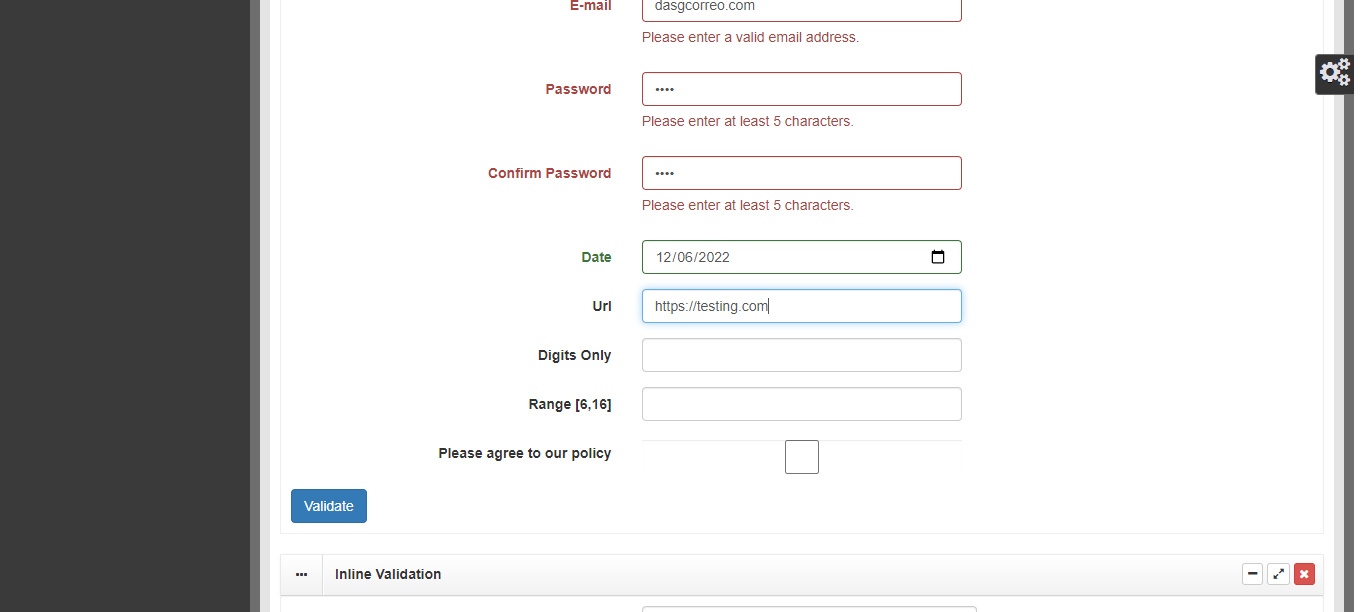 E-mail dasgcorreo.com
Please enter a valid email address.
Password ••••
Please enter at least 5 characters.
Confirm Password ••••
Please enter at least 5 characters.
Date 12/06/2022
Url https://testing.com
Digits Only
Range [6,16]
Please agree to our policy
Validate
Inline Validation